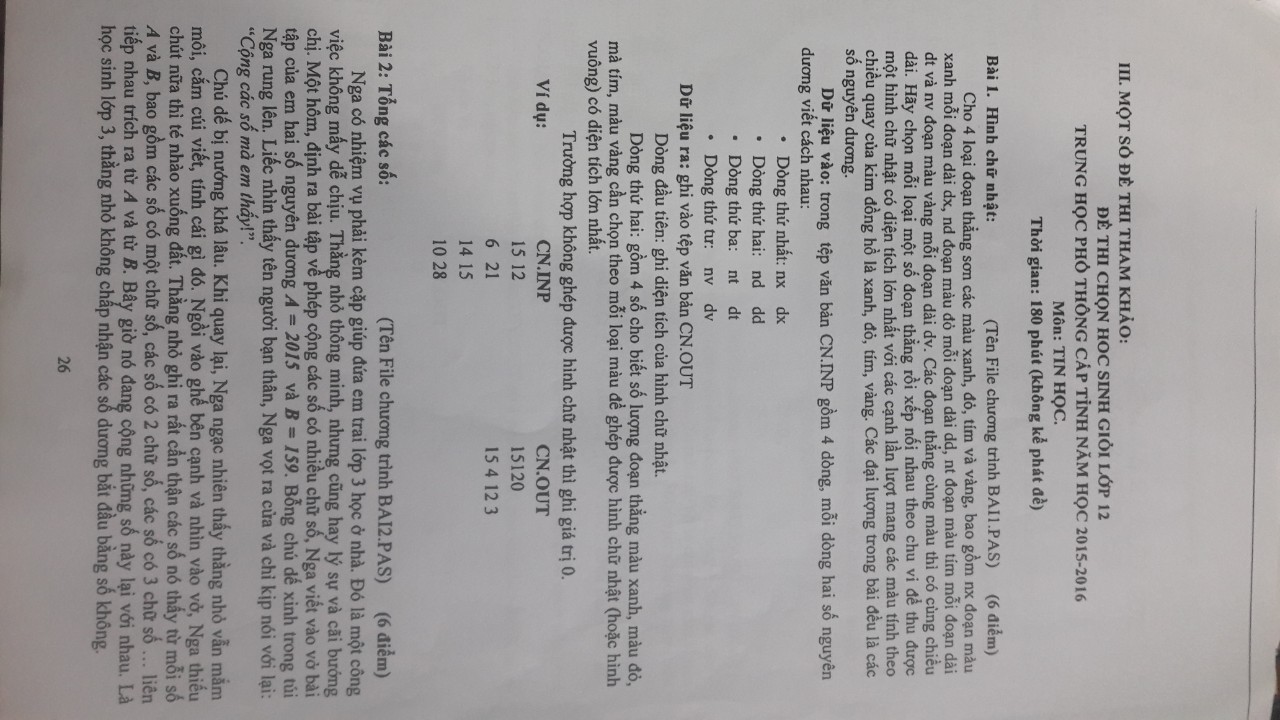 III. MỘT SỐ ĐỀ THI THAM KHẢO:
ĐỀ THI CHỌN HOC SINH GIỎI LỚP 12
TRUNG HỌC PHỔ THÔNG CẤP TỈNH NĂM HỌC 2015-2016
Môn: TIN HỌC.
Thời gian: 180 phút (không kể phát đề)
Bài 1. Hình chữ nhật: (Tên File chương trình BAI1.PAS) (6 điểm)
Cho 4 loại đoạn thẳng sơn các màu xanh, đỏ, tím và vàng, bao gồm nx đoạn màu
xanh mỗi đoạn dài dx, nd đoạn màu đỏ mỗi đoạn dài dd, nt đoạn màu tím mỗi đoạn dài
dt và nv đoạn màu vàng mỗi đoạn dài dv. Các đoạn thẳng cùng màu thì có cùng chiều
dài. Hãy chọn mỗi loại một số đoạn thẳng rồi xếp nối nhau theo chu vi để thu được
một hình chữ nhật có diện tích lớn nhất với các cạnh lần lượt mang các màu tính theo
chiều quay của kim đồng hồ là xanh, đỏ, tím, vàng. Các đại lượng trong bài đều là các
số nguyên dương.
Dữ liệu vào: trong tệp văn bản CN.INP gồm 4 dòng, mỗi dòng hai số nguyên
dương viết cách nhau:
• Dòng thứ nhất: nx dx
• Dòng thứ hai: nd dd
• Dòng thứ ba: nt dt
• Dòng thứ tư: nv dv
Dữ liệu ra: ghi vào tệp văn bản CN.OUT
Dòng đầu tiên: ghi diện tích của hình chữ nhật.
Dòng thứ hai: gồm 4 số cho biết số lượng đoạn thẳng màu xanh, màu đỏ,
mà tím, màu vàng cần chọn theo mỗi loại màu để ghép được hình chữ nhật (hoặc hình
vuông) có diện tích lớn nhất.
Trường hợp không ghép được hình chữ nhật thì ghi giá trị 0.
Ví dụ: CN.INP CN.OUT
15 12 15120
6 21 15 4 12 3
14 15
10 28
Bài 2: Tổng các số: (Tên File chương trình BAI2.PAS) (6 điểm)
Nga có nhiệm vụ phải kèm cặp giúp đứa em trai lớp 3 học ở nhà. Đó là một công
việc không mấy dễ chịu. Thằng nhỏ thông minh, nhưng cũng hay lý sự và cãi bướng
chị. Một hôm, định ra bài tập về phép cộng các số có nhiều chữ số, Nga viết vào vở bài
tập của em hai số nguyên dương A = 2015 và B = 159. Bỗng chú dế xinh trong túi
Nga rung lên. Liếc nhìn thấy tên người bạn thân, Nga vọt ra cửa và chỉ kịp nói với lại:
“Cộng các số mà em thấy!”.
Chú dế bị nướng khá lâu. Khi quay lại, Nga ngạc nhiên thấy thằng nhỏ vẫn mắm
môi, cắm cúi viết, tính cái gì đó. Ngồi vào ghế bên cạnh và nhìn vào vở, Nga thiếu
chút nữa thì té nhào xuống đất. Thằng nhỏ ghi ra rất cẩn thận các số nó thấy từ mỗi số
A và B, bao gồm các số có một chữ số, các số có 2 chữ số, các số có 3 chữ số … liên
tiếp nhau trích ra từ A và từ B. Bây giờ nó đang cộng những số này lại với nhau. Là
học sinh lớp 3, thằng nhỏ không chấp nhận các số dương bắt đầu bằng số không.
26